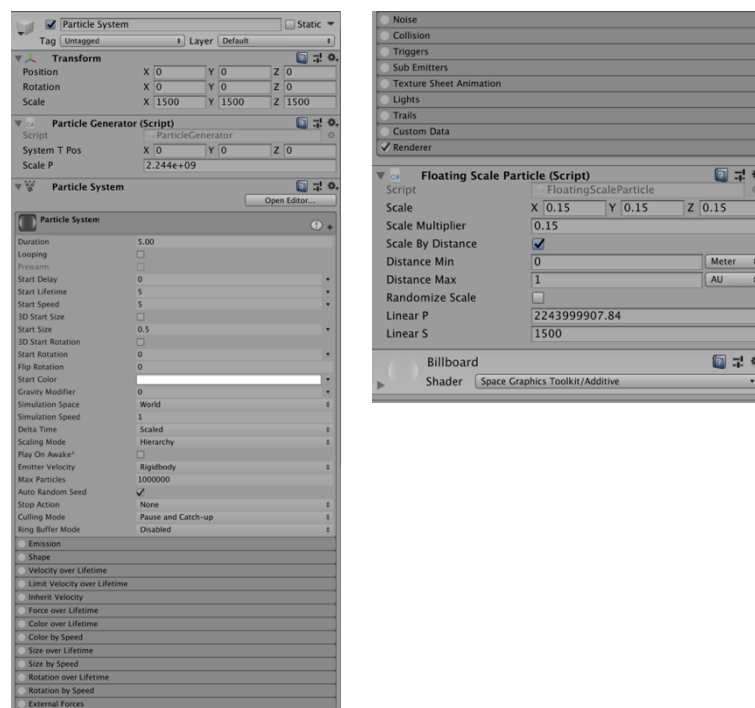 Particle System Static
Tag Untagged Layer Default
Transform
Position X 0 Y 0 Z 0
Rotation X 0 Y 0 Z 0
Scale X 1500 Y 1500 Z 1500
Particle Generator (Script)
Script ParticleGenerator
System T Pos X 0 Y 0 Z 0
Scale P 2.244e+09
Particle System
Open Editor...
Particle System
Duration 5.00
Looping
Prewarm
Start Delay 0
Start Lifetime 5
Start Speed 5
3D Start Size
Start Size 0.5
3D Start Rotation
Start Rotation 0
Flip Rotation 0
Start Color
Gravity Modifier 0
Simulation Space World
Simulation Speed 1
Delta Time Scaled
Scaling Mode Hierarchy
Play On Awake*
Emitter Velocity Rigidbody
Max Particles 1000000
Auto Random Seed
Stop Action None
Culling Mode Pause and Catch-up
Ring Buffer Mode Disabled
Emission
Shape
Velocity over Lifetime
Limit Velocity over Lifetime
Inherit Velocity
Force over Lifetime
Color over Lifetime
Color by Speed
Size over Lifetime
Size by Speed
Rotation over Lifetime
Rotation by Speed
External Forces
Noise
Collision
Triggers
Sub Emitters
Texture Sheet Animation
Lights
Trails
Custom Data
Renderer
Floating Scale Particle (Script)
Script FloatingScaleParticle
Scale X 0.15 Y 0.15 Z 0.15
Scale Multiplier 0.15
Scale By Distance
Distance Min 0 Meter
Distance Max 1 AU
Randomize Scale
Linear P 2243999907.84
Linear S 1500
Billboard
Shader Space Graphics Toolkit/Additive